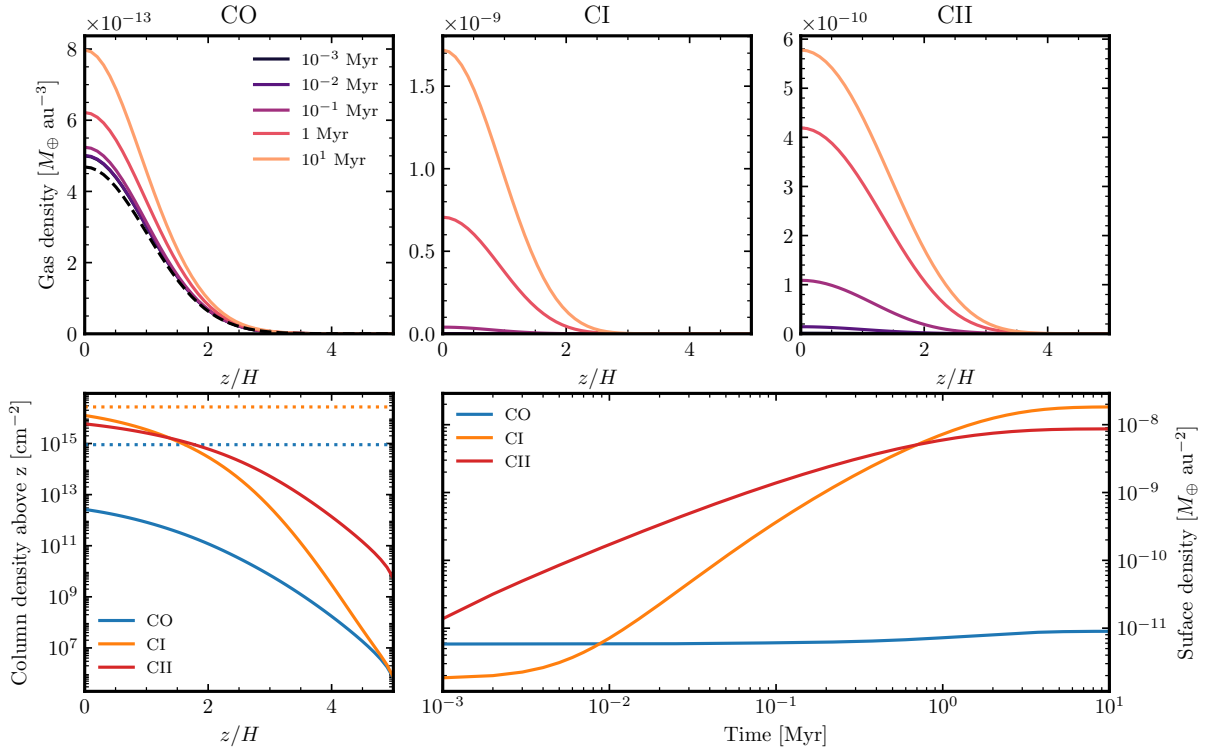 CO
CI
CII
×10⁻¹³
×10⁻⁹
×10⁻¹⁰
Gas density [M⊕ au⁻³]
8
6
4
2
0
10⁻³ Myr
10⁻² Myr
10⁻¹ Myr
1 Myr
10¹ Myr
0 2 4
z/H
1.5
1.0
0.5
0.0
0 2 4
z/H
6
5
4
3
2
1
0
0 2 4
z/H
Column density above z [cm⁻²]
10¹⁵
10¹³
10¹¹
10⁹
10⁷
CO
CI
CII
0 2 4
z/H
CO
CI
CII
10⁻³ 10⁻² 10⁻¹ 10⁰ 10¹
Time [Myr]
10⁻⁸
10⁻⁹
10⁻¹⁰
10⁻¹¹
Suface density [M⊕ au⁻²]